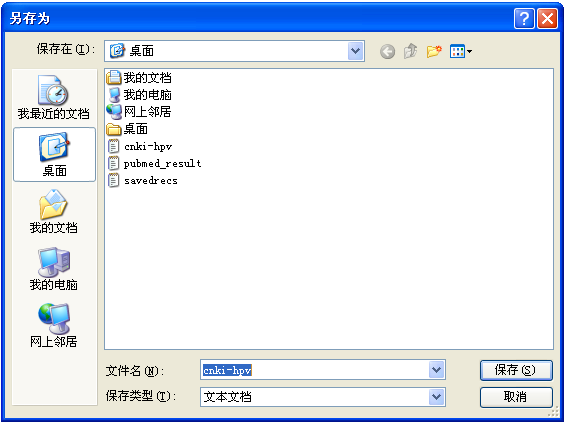 另存为
保存在(I):
桌面
我最近的文档
桌面
我的文档
我的电脑
网上邻居
我的文档
我的电脑
网上邻居
桌面
cnki-hpv
pubmed_result
savedrecs
文件名(N):
cnki-hpv
保存(S)
保存类型(T):
文本文档
取消